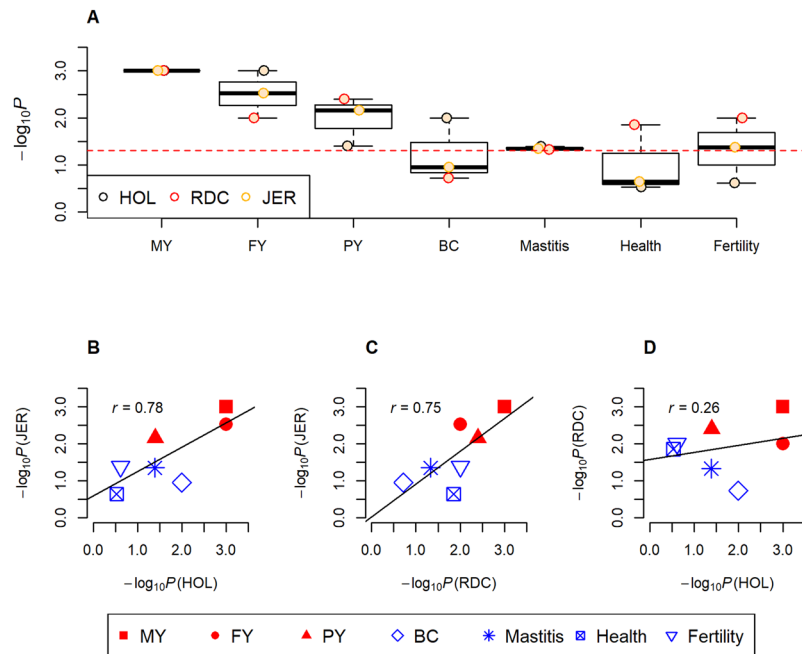 A
−log10P
0.0 1.0 2.0 3.0
HOL RDC JER
MY FY PY BC Mastitis Health Fertility
B
r = 0.78
−log10P(JER)
0.0 1.0 2.0 3.0
0.0 1.0 2.0 3.0
−log10P(HOL)
C
r = 0.75
−log10P(JER)
0.0 1.0 2.0 3.0
0.0 1.0 2.0 3.0
−log10P(RDC)
D
r = 0.26
−log10P(RDC)
0.0 1.0 2.0 3.0
0.0 1.0 2.0 3.0
−log10P(HOL)
MY FY PY BC Mastitis Health Fertility